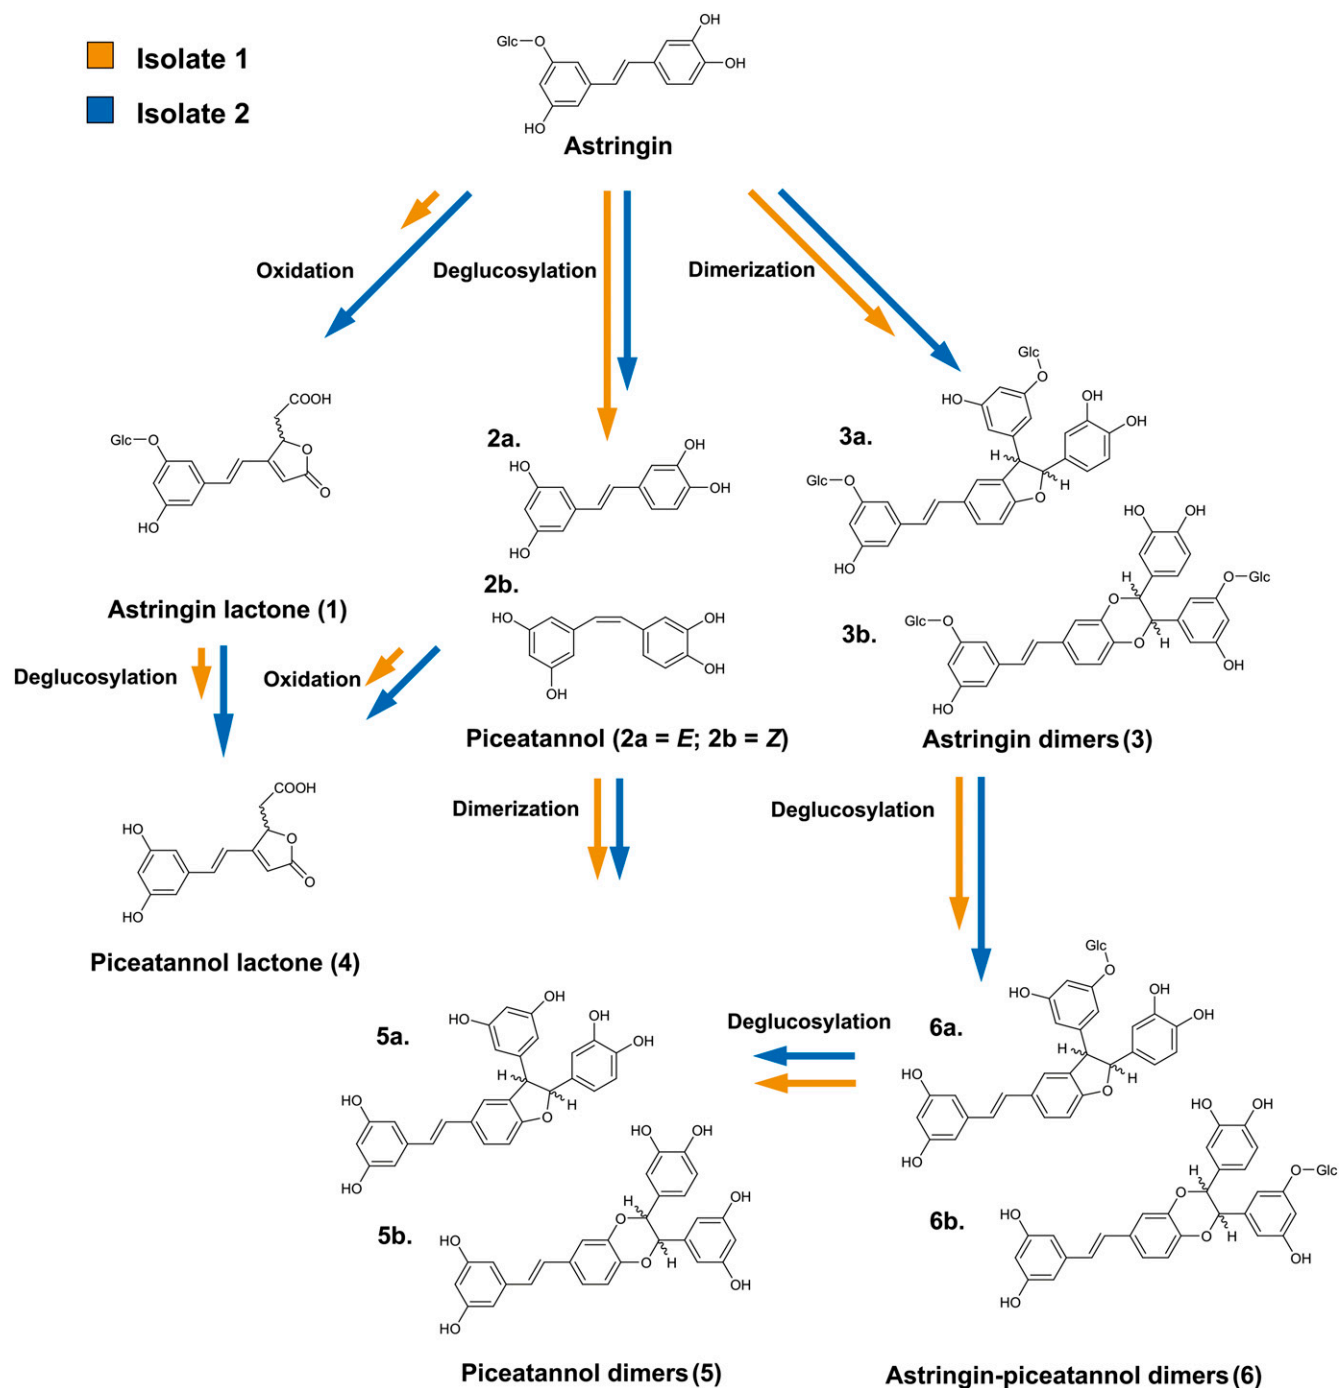 Isolate 1
Isolate 2
Glc
O
HO
OH
OH
Astringin
Oxidation
Deglucosylation
Dimerization
COOH
Glc
O
O
O
HO
Astringin lactone (1)
2a.
HO
HO
OH
OH
2b.
HO
OH
OH
OH
Piceatannol (2a = E; 2b = Z)
3a.
Glc
O
HO
OH
OH
H
H
O
Glc
O
HO
3b.
HO
OH
H
O
Glc
O
O
H
Glc
O
HO
OH
Astringin dimers (3)
Deglucosylation
Oxidation
Dimerization
Deglucosylation
COOH
HO
O
O
HO
Piceatannol lactone (4)
5a.
HO
OH
OH
OH
H
H
O
HO
HO
5b.
HO
OH
H
O
OH
O
H
HO
OH
HO
Piceatannol dimers (5)
Deglucosylation
6a.
Glc
O
HO
OH
OH
H
H
O
HO
HO
6b.
HO
OH
H
O
Glc
O
O
H
HO
OH
HO
Astringin-piceatannol dimers (6)